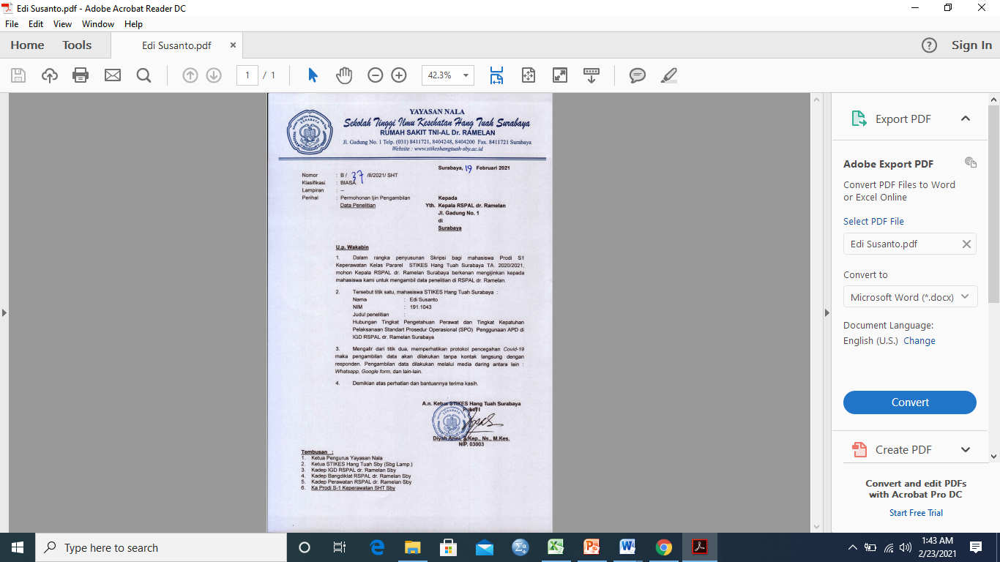 Edi Susanto.pdf - Adobe Acrobat Reader DC
File Edit View Window Help
Home Tools Edi Susanto.pdf × Sign In
1 / 1 42.3%
YAYASAN NALA
Sekolah Tinggi Ilmu Kesehatan Hang Tuah Surabaya
RUMAH SAKIT TNI-AL Dr. RAMELAN
Jl. Gadung No. 1 Telp. (031) 8411721, 8404248, 8404200 Fax. 8411721 Surabaya
Website : www.stikeshangtuah-sby.ac.id
Surabaya, 19 Februari 2021
Nomor : B / 37 /II/2021/ SHT
Klasifikasi : BIASA
Lampiran : --
Perihal : Permohonan Ijin Pengambilan
Data Penelitian
Kepada
Yth. Kepala RSPAL dr. Ramelan
Jl. Gadung No. 1
di
Surabaya
U.p. Wakabin
1. Dalam rangka penyusunan Skripsi bagi mahasiswa Prodi S1
Keperawatan Kelas Pararel STIKES Hang Tuah Surabaya TA. 2020/2021,
mohon Kepala RSPAL dr. Ramelan Surabaya berkenan mengijinkan kepada
mahasiswa kami untuk mengambil data penelitian di RSPAL dr. Ramelan.
2. Tersebut titik satu, mahasiswa STIKES Hang Tuah Surabaya :
Nama : Edi Susanto
NIM : 191.1043
Judul penelitian :
Hubungan Tingkat Pengetahuan Perawat dan Tingkat Kepatuhan
Pelaksanaan Standart Prosedur Operasional (SPO) Penggunaan APD di
IGD RSPAL dr. Ramelan Surabaya
3. Mengalir dari titik dua, memperhatikan protokol pencegahan Covid-19
maka pengambilan data akan dilakukan tanpa kontak langsung dengan
responden. Pengambilan data dilakukan melalui media daring antara lain :
Whatsapp, Google form, dan lain-lain.
4. Demikian atas perhatian dan bantuannya terima kasih.
A.n. Ketua STIKES Hang Tuah Surabaya
Puket I
Diyah Arini, S.Kep., Ns., M.Kes.
NIP. 03003
Tembusan :
1. Ketua Pengurus Yayasan Nala
2. Ketua STIKES Hang Tuah Sby (Sbg Lamp.)
3. Kadep IGD RSPAL dr. Ramelan Sby
4. Kadep Bangdiklat RSPAL dr. Ramelan Sby
5. Kadep Perawatan RSPAL dr. Ramelan Sby
6. Ka Prodi S-1 Keperawatan SHT Sby
Export PDF
Adobe Export PDF
Convert PDF Files to Word
or Excel Online
Select PDF File
Edi Susanto.pdf
Convert to
Microsoft Word (*.docx)
Document Language:
English (U.S.) Change
Convert
Create PDF
Convert and edit PDFs
with Acrobat Pro DC
Start Free Trial
Type here to search
1:43 AM
2/23/2021